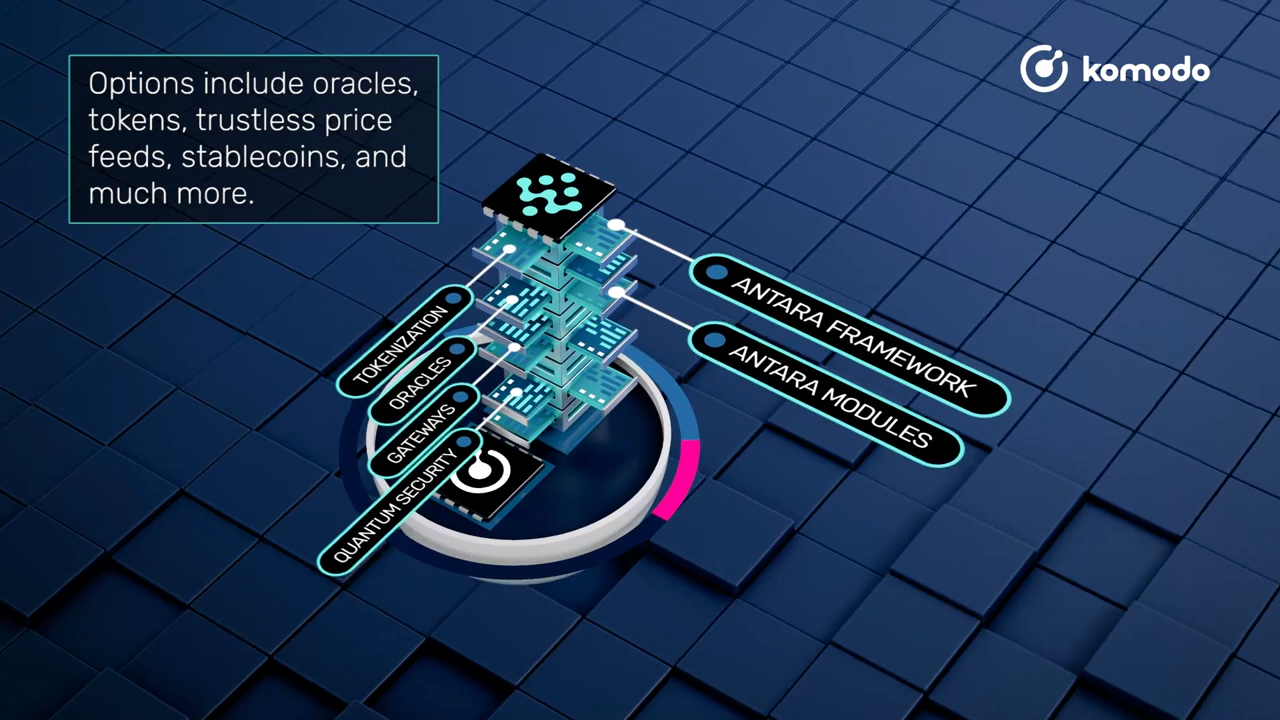 Options include oracles,
tokens, trustless price
feeds, stablecoins, and
much more.
komodo
ANTARA FRAMEWORK
ANTARA MODULES
TOKENIZATION
ORACLES
GATEWAYS
QUANTUM SECURITY